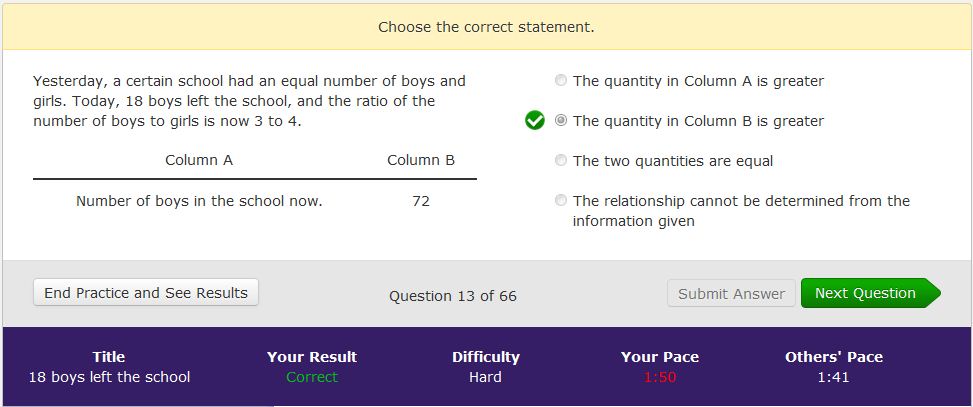 Choose the correct statement.
Yesterday, a certain school had an equal number of boys and
girls. Today, 18 boys left the school, and the ratio of the
number of boys to girls is now 3 to 4.
Column A Column B
Number of boys in the school now. 72
The quantity in Column A is greater
The quantity in Column B is greater
The two quantities are equal
The relationship cannot be determined from the
information given
End Practice and See Results Question 13 of 66 Submit Answer Next Question
Title Your Result Difficulty Your Pace Others' Pace
18 boys left the school Correct Hard 1:50 1:41